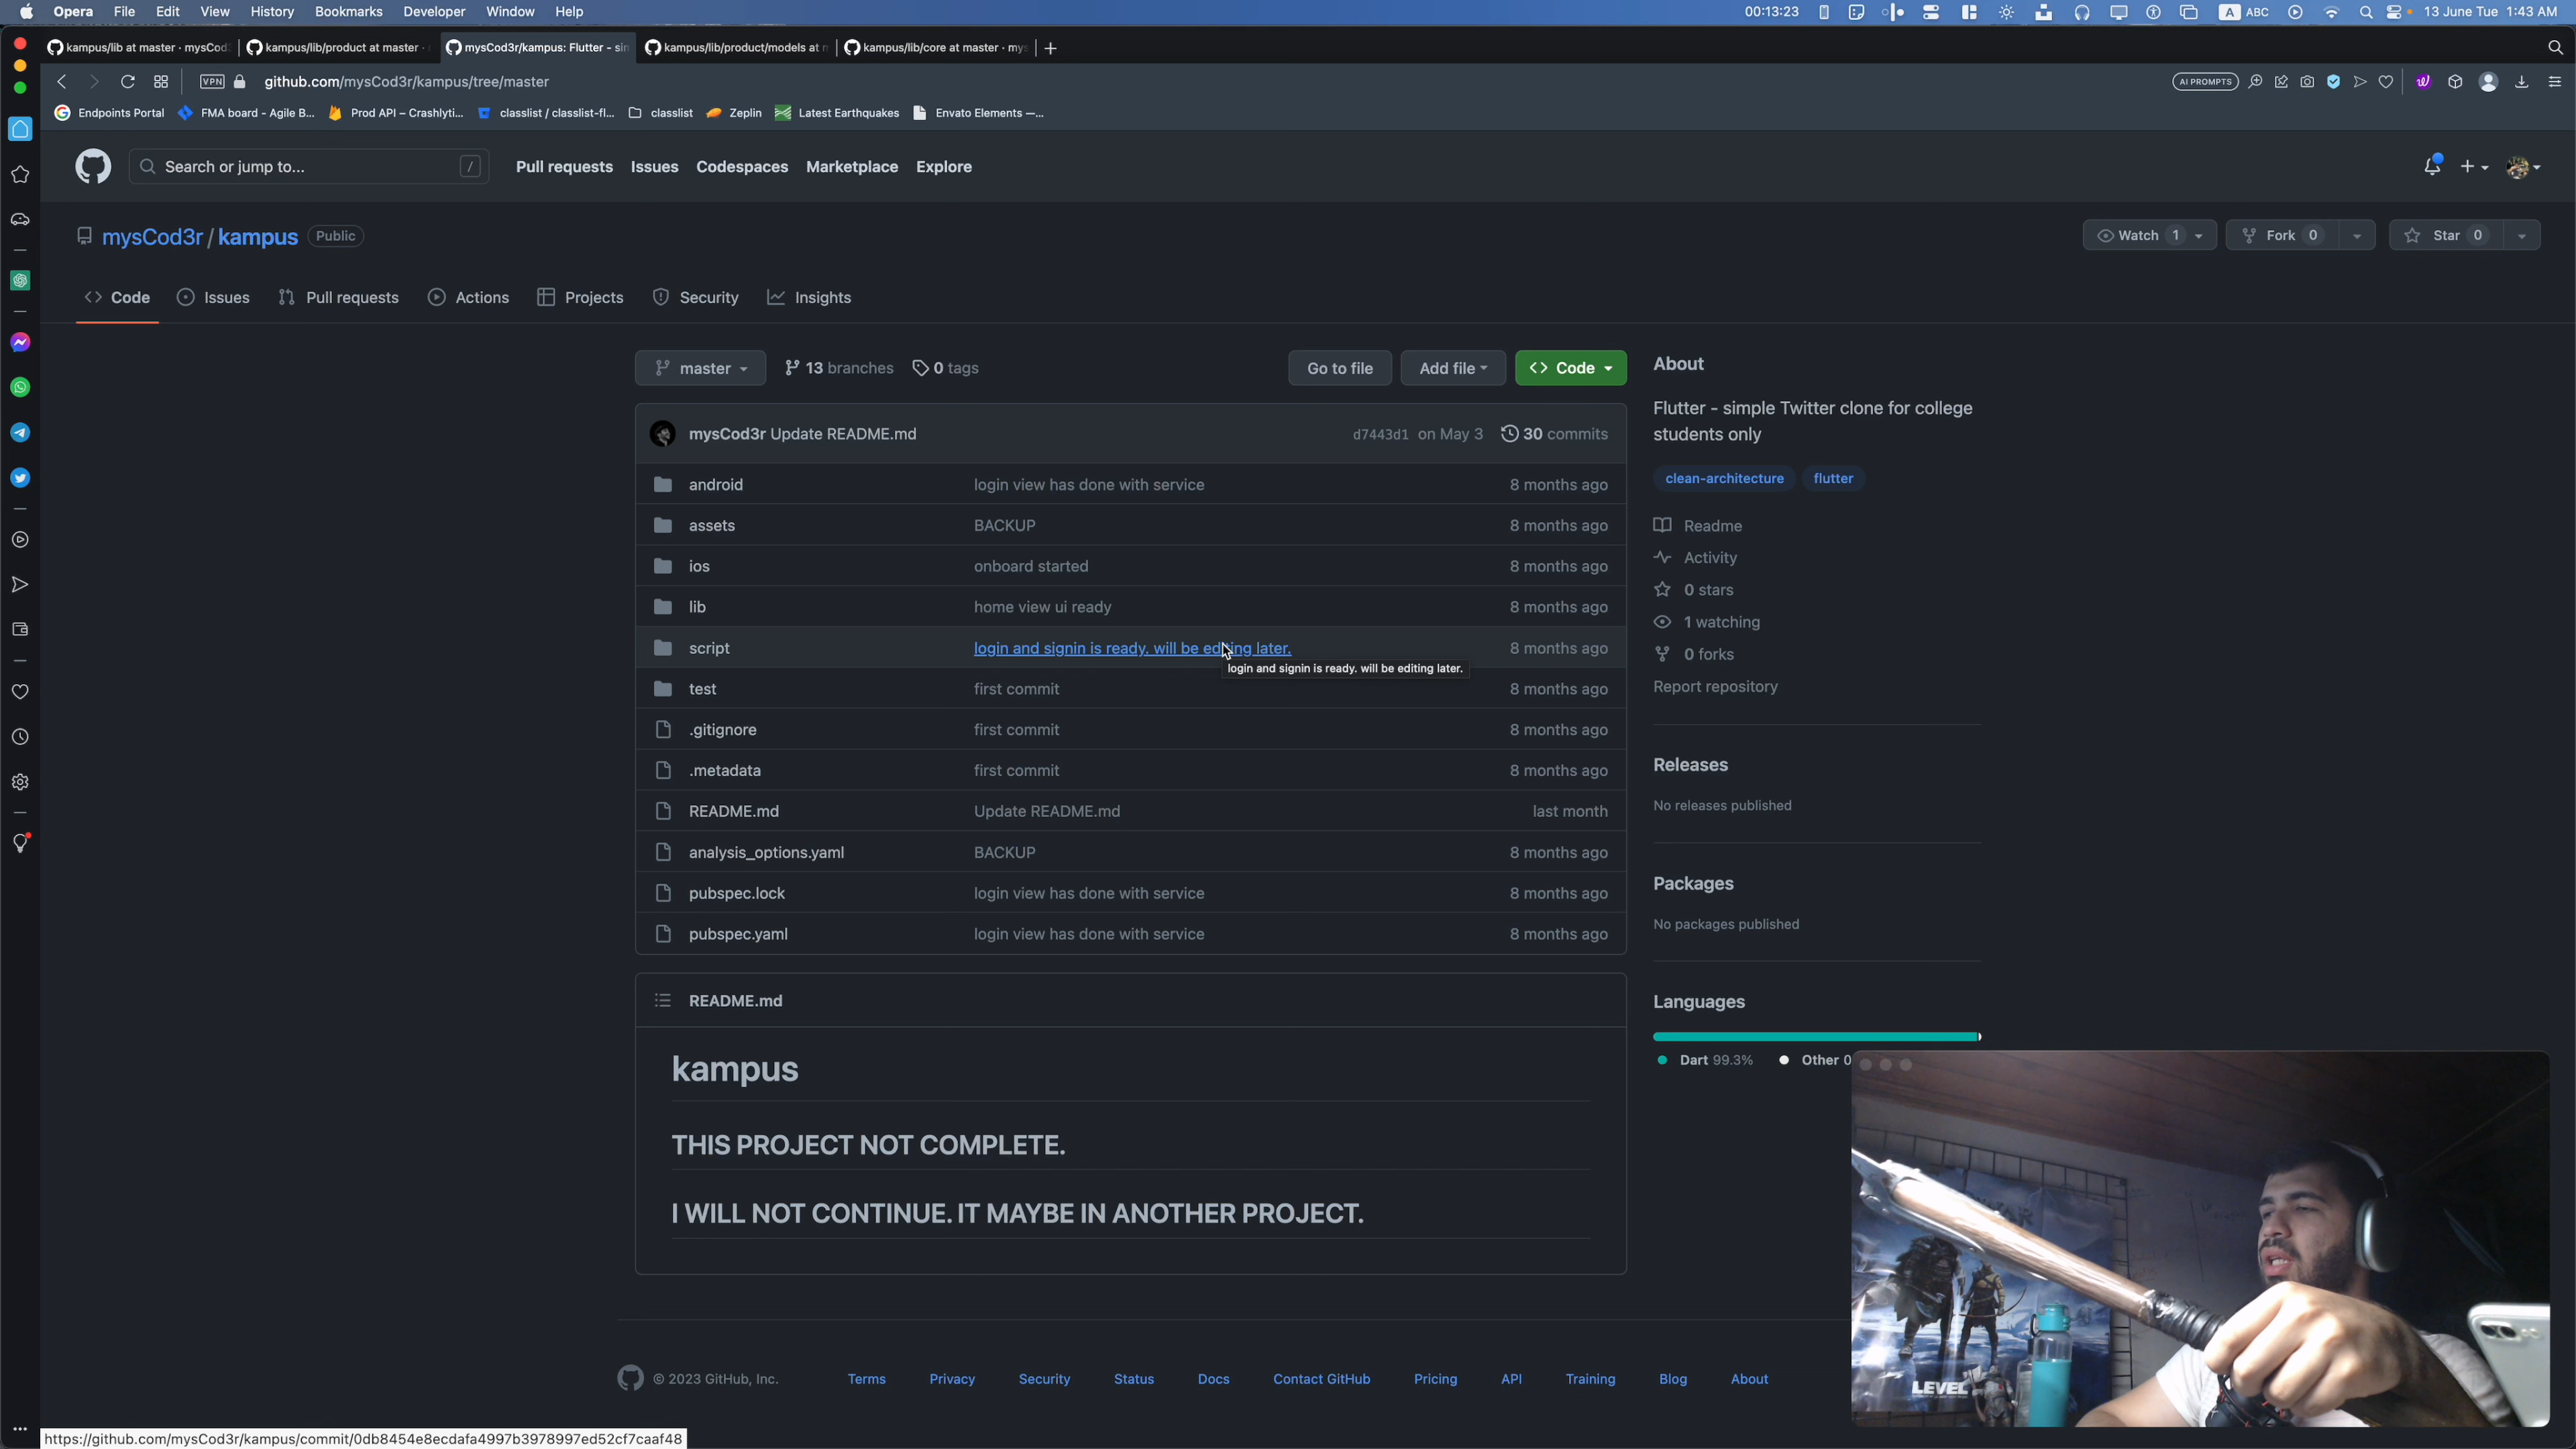 Opera File Edit View History Bookmarks Developer Window Help
00:13:23 A ABC 13 June Tue 1:43 AM
kampus/lib at master · mysCod
kampus/lib/product at master ·
mysCod3r/kampus: Flutter - sim
kampus/lib/product/models at m
kampus/lib/core at master · mys
VPN github.com/mysCod3r/kampus/tree/master
AI PROMPTS
Endpoints Portal
FMA board - Agile B...
Prod API – Crashlyti...
classlist / classlist-fl...
classlist
Zeplin
Latest Earthquakes
Envato Elements —...
Search or jump to... /
Pull requests Issues Codespaces Marketplace Explore
mysCod3r / kampus Public
Watch 1
Fork 0
Star 0
Code Issues Pull requests Actions Projects Security Insights
master 13 branches 0 tags
Go to file Add file Code
mysCod3r Update README.md d7443d1 on May 3 30 commits
android login view has done with service 8 months ago
assets BACKUP 8 months ago
ios onboard started 8 months ago
lib home view ui ready 8 months ago
script login and signin is ready. will be editing later. 8 months ago
login and signin is ready. will be editing later.
test first commit 8 months ago
.gitignore first commit 8 months ago
.metadata first commit 8 months ago
README.md Update README.md last month
analysis_options.yaml BACKUP 8 months ago
pubspec.lock login view has done with service 8 months ago
pubspec.yaml login view has done with service 8 months ago
README.md
kampus
THIS PROJECT NOT COMPLETE.
I WILL NOT CONTINUE. IT MAYBE IN ANOTHER PROJECT.
About
Flutter - simple Twitter clone for college
students only
clean-architecture flutter
Readme
Activity
0 stars
1 watching
0 forks
Report repository
Releases
No releases published
Packages
No packages published
Languages
Dart 99.3% Other 0
LEVEL
© 2023 GitHub, Inc. Terms Privacy Security Status Docs Contact GitHub Pricing API Training Blog About
https://github.com/mysCod3r/kampus/commit/0db8454e8ecdafa4997b3978997ed52cf7caaf48